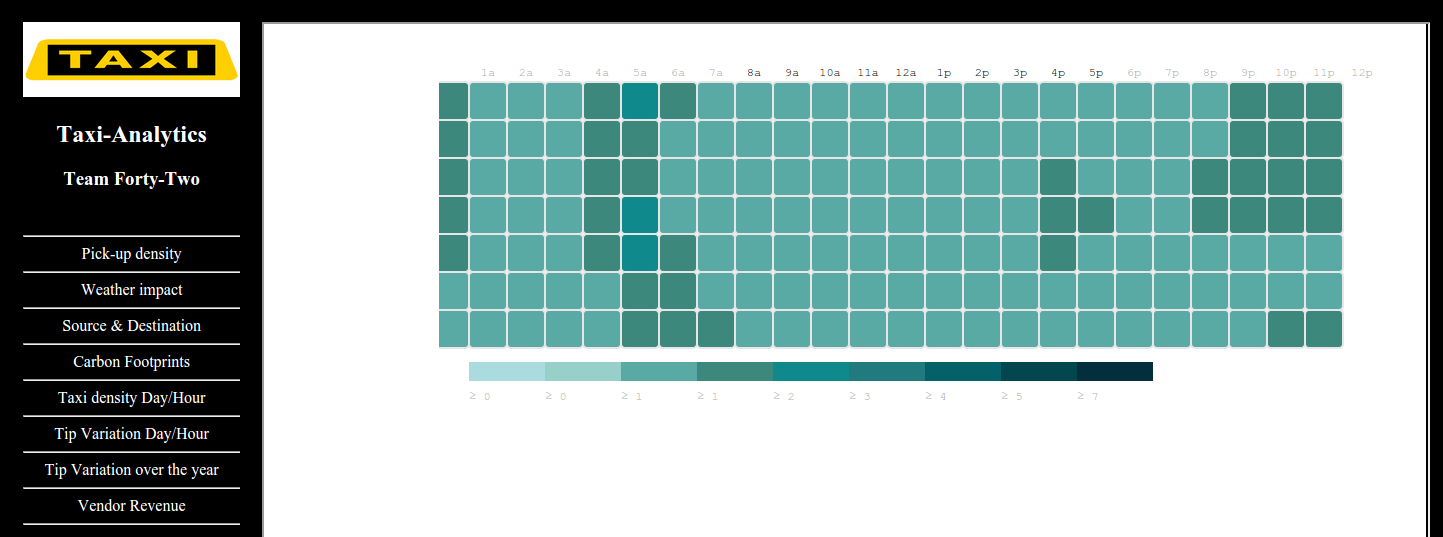 TAXI
Taxi-Analytics
Team Forty-Two
Pick-up density
Weather impact
Source & Destination
Carbon Footprints
Taxi density Day/Hour
Tip Variation Day/Hour
Tip Variation over the year
Vendor Revenue
1a 2a 3a 4a 5a 6a 7a 8a 9a 10a 11a 12a 1p 2p 3p 4p 5p 6p 7p 8p 9p 10p 11p 12p
≥ 0 ≥ 0 ≥ 1 ≥ 1 ≥ 2 ≥ 3 ≥ 4 ≥ 5 ≥ 7